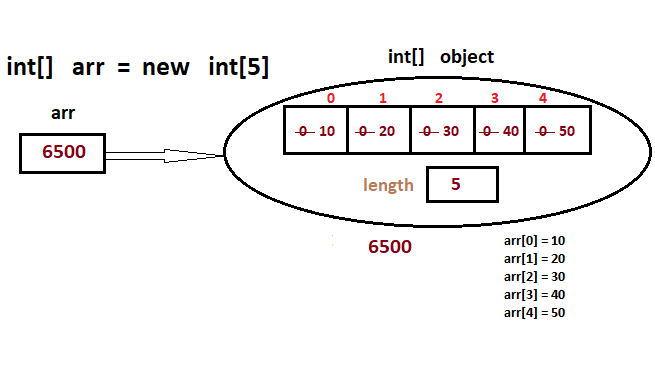 int[] object
int[] arr = new int[5]
0 1 2 3 4
arr
0 10 0 20 0 30 0 40 0 50
6500
length 5
6500
arr[0] = 10
arr[1] = 20
arr[2] = 30
arr[3] = 40
arr[4] = 50